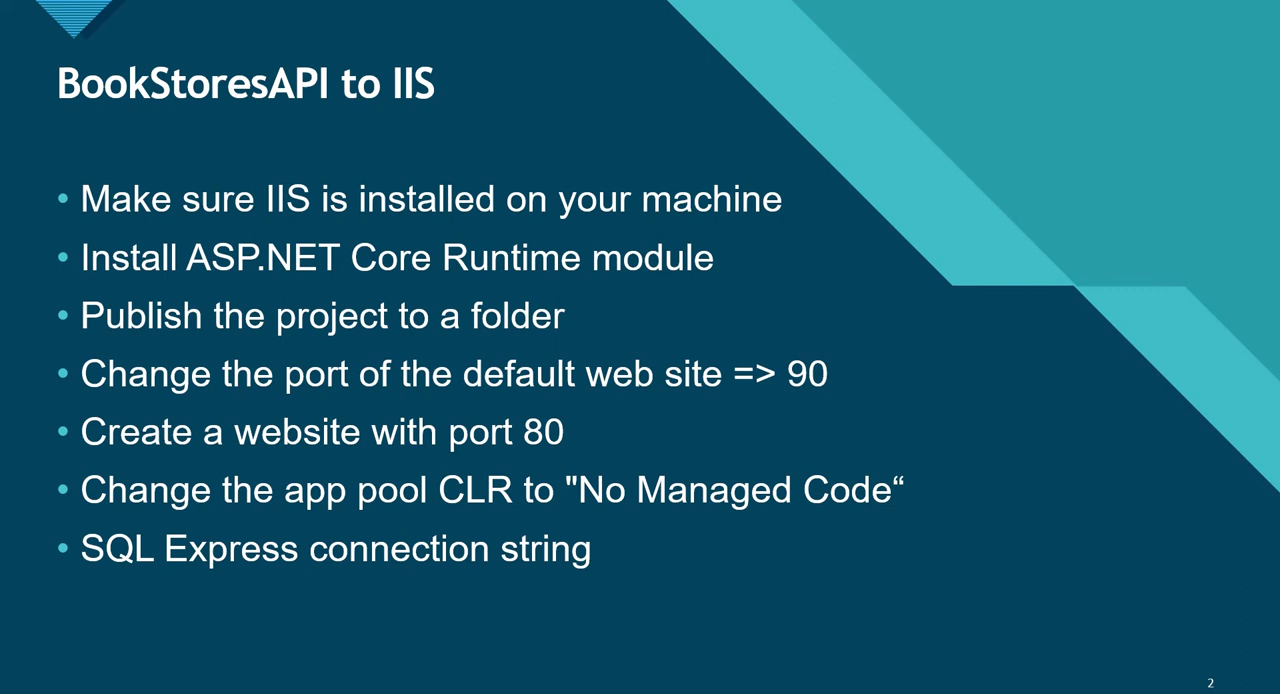 BookStoresAPI to IIS
• Make sure IIS is installed on your machine
• Install ASP.NET Core Runtime module
• Publish the project to a folder
• Change the port of the default web site => 90
• Create a website with port 80
• Change the app pool CLR to "No Managed Code“
• SQL Express connection string
2